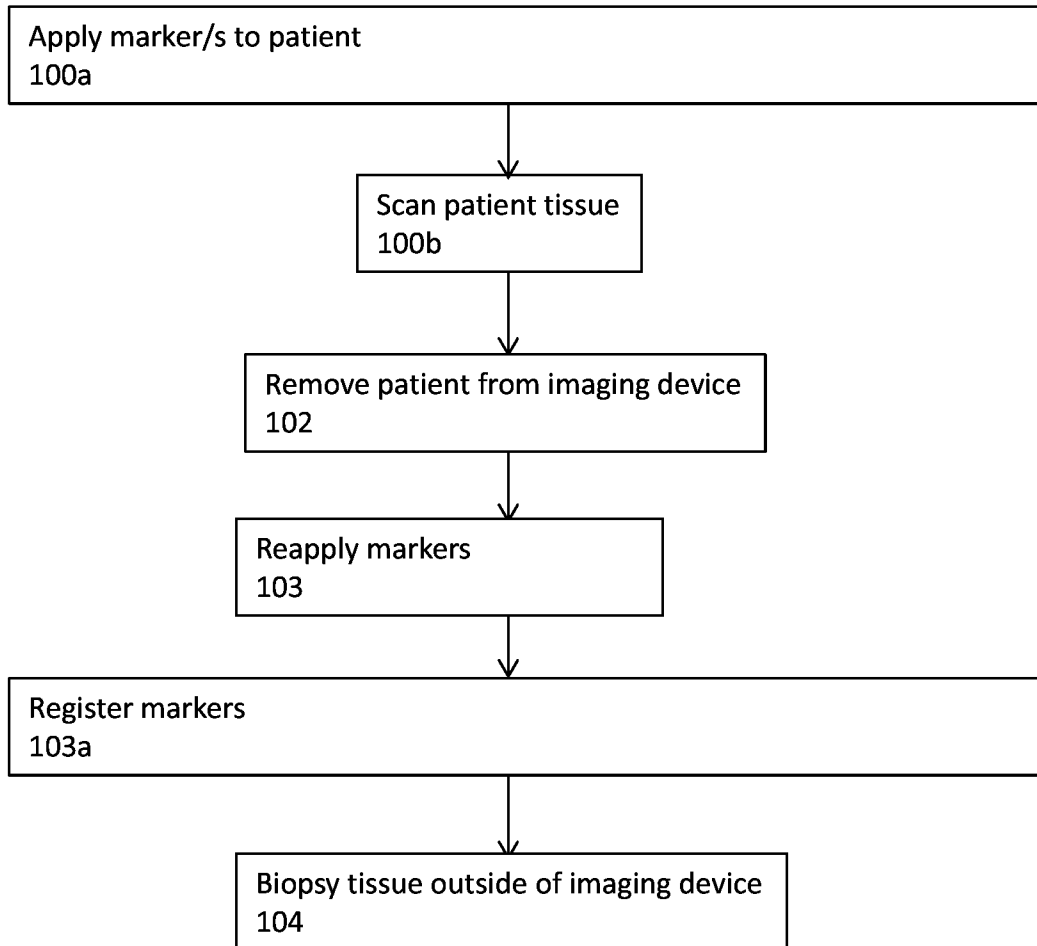 Apply marker/s to patient
100a
Scan patient tissue
100b
Remove patient from imaging device
102
Reapply markers
103
Register markers
103a
Biopsy tissue outside of imaging device
104